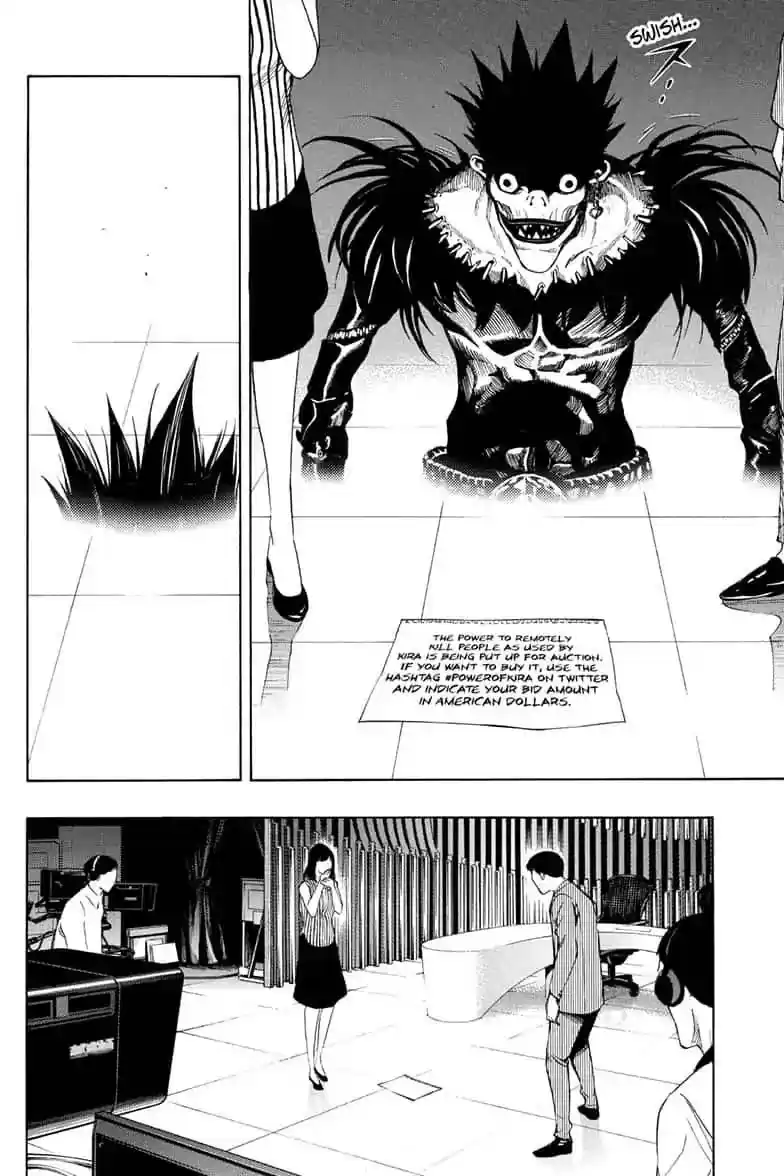 SWISH...
ス
THE POWER TO REMOTELY
KILL PEOPLE AS USED BY
KIRA IS BEING PUT UP FOR AUCTION.
IF YOU WANT TO BUY IT, USE THE
HASHTAG #POWEROFKIRA ON TWITTER
AND INDICATE YOUR BID AMOUNT
IN AMERICAN DOLLARS.